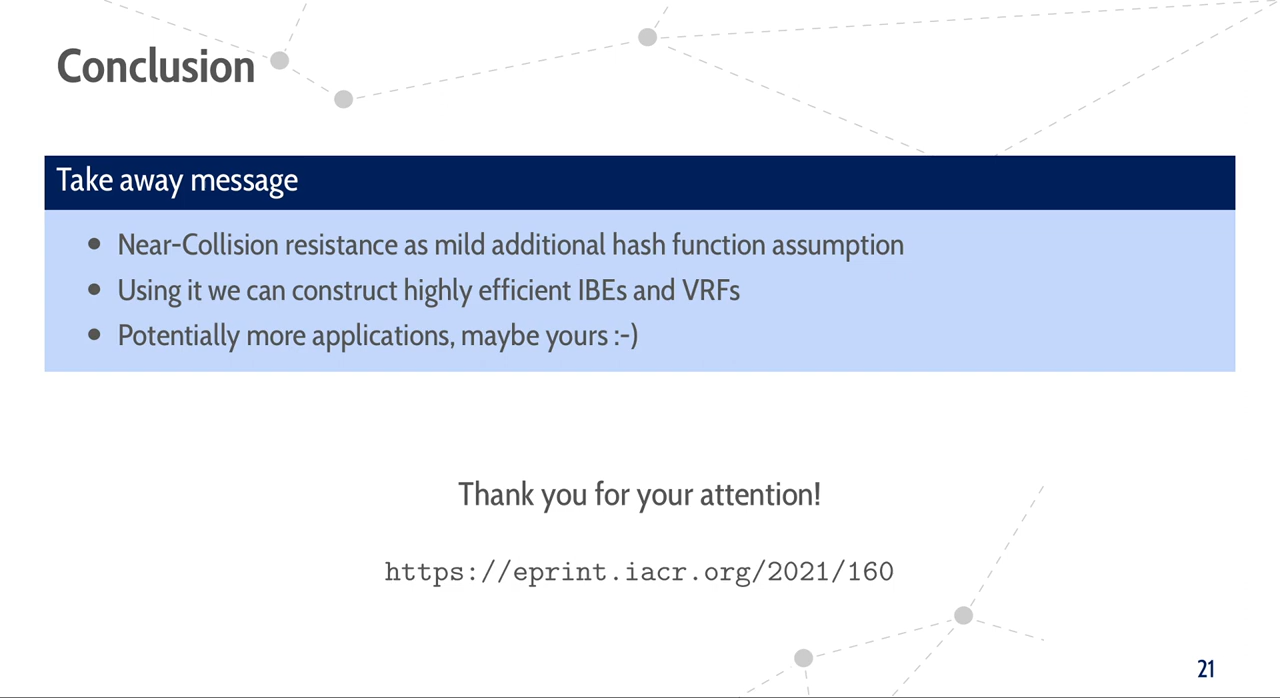 Conclusion
Take away message
• Near-Collision resistance as mild additional hash function assumption
• Using it we can construct highly efficient IBEs and VRFs
• Potentially more applications, maybe yours :-)
Thank you for your attention!
https://eprint.iacr.org/2021/160
21